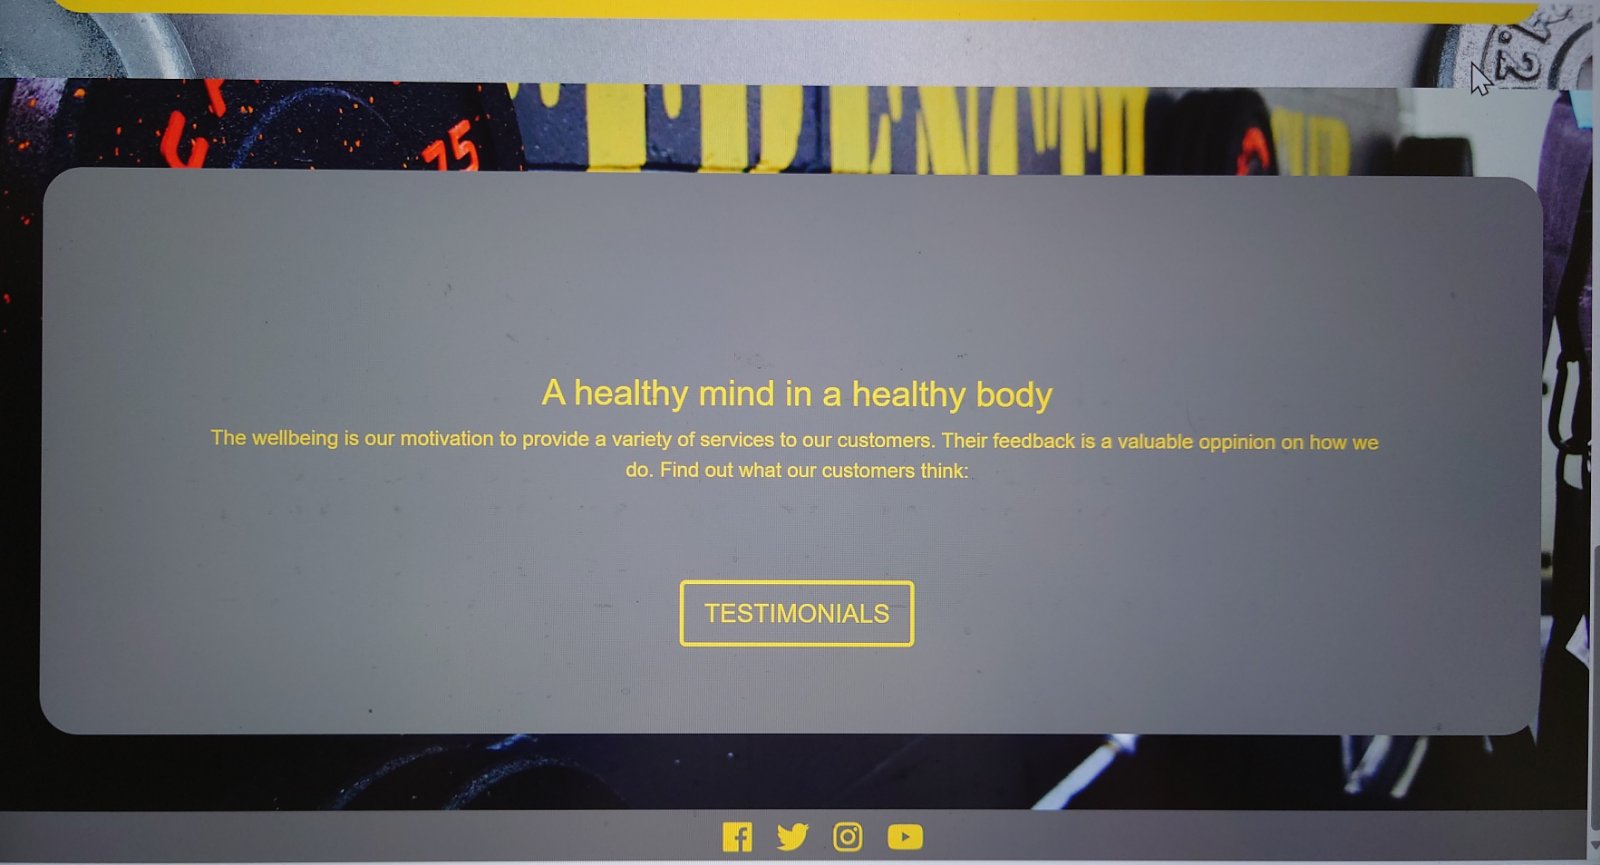 75
A healthy mind in a healthy body
The wellbeing is our motivation to provide a variety of services to our customers. Their feedback is a valuable oppinion on how we
do. Find out what our customers think:
TESTIMONIALS